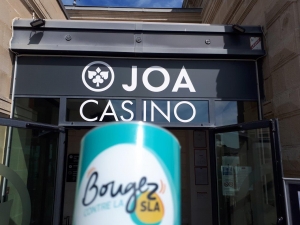 JOA
CASINO
Bougez
CONTRE LA
SLA